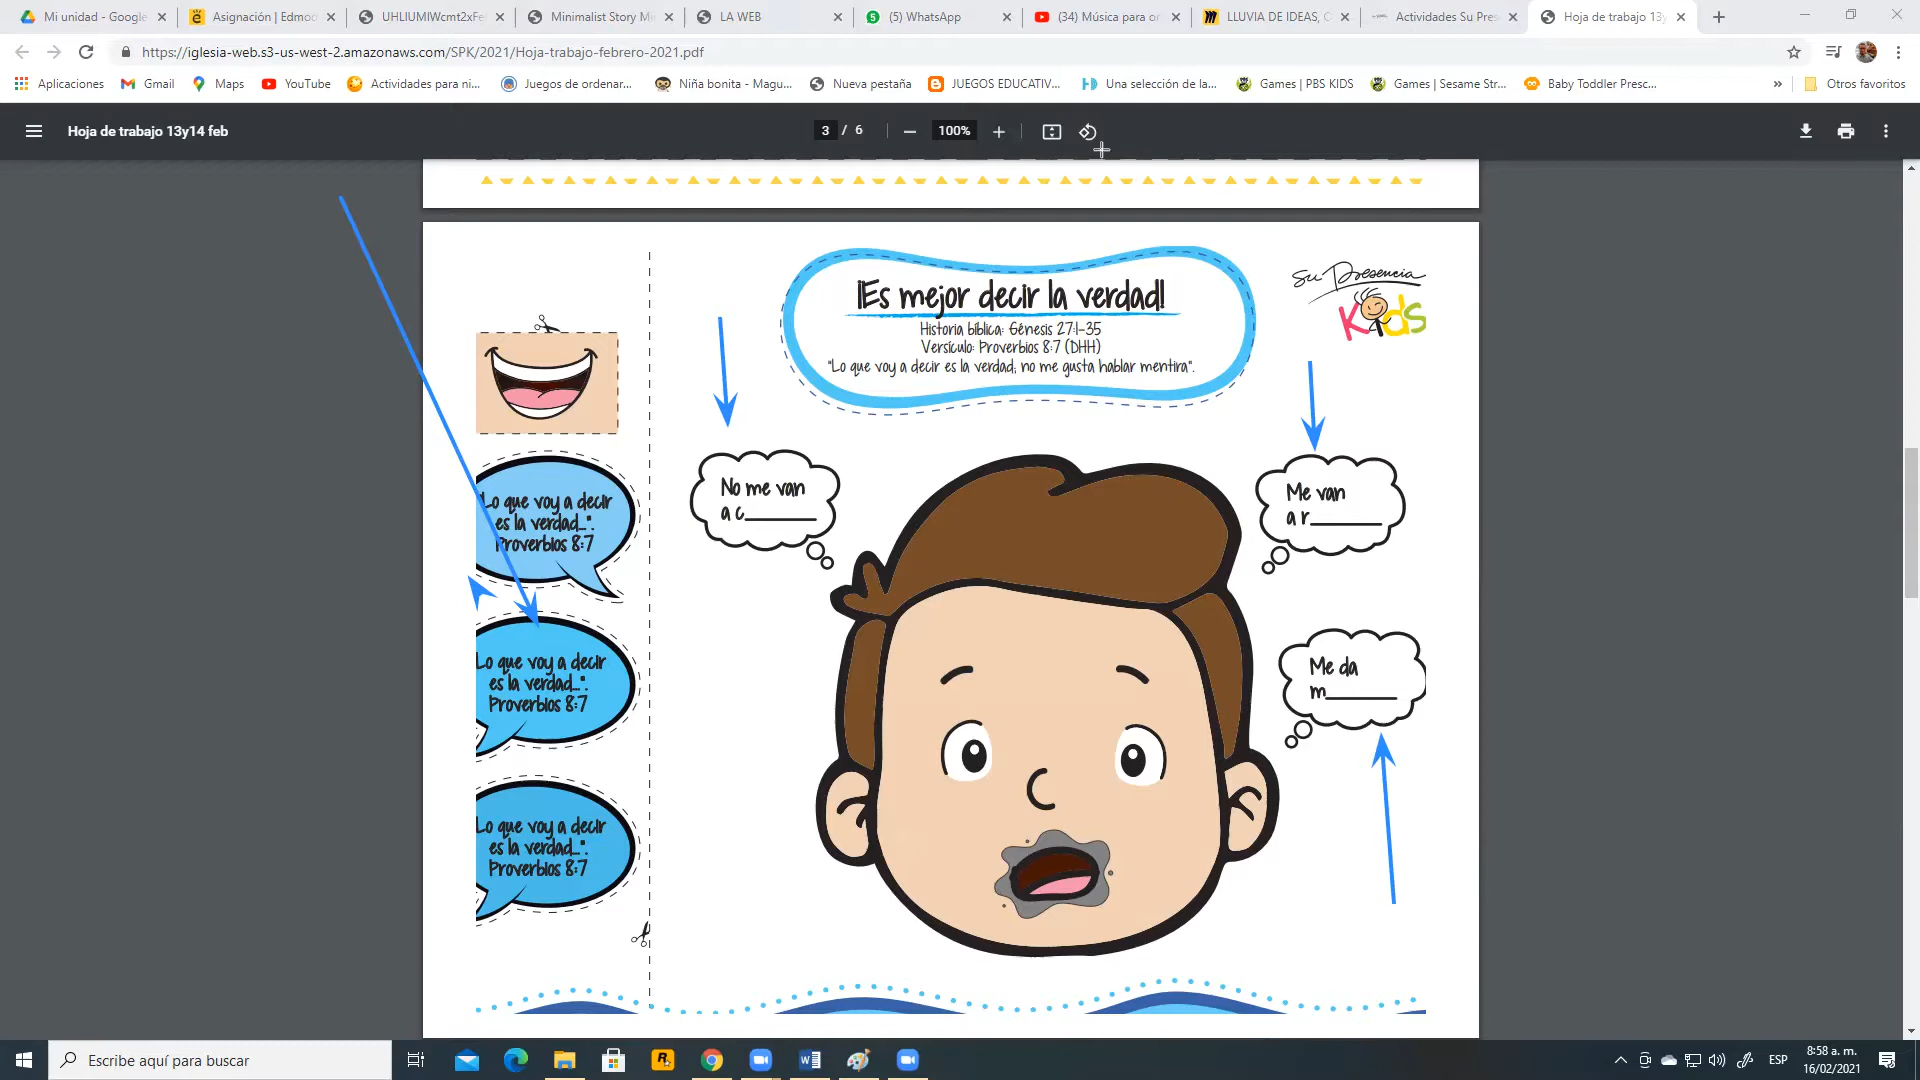 Mi unidad - Google
Asignación | Edmod
UHLIUMIWcmt2xFe
Minimalist Story Mi
LA WEB
(5) WhatsApp
(34) Música para or
LLUVIA DE IDEAS, C
Actividades Su Pres
Hoja de trabajo 13y
https://iglesia-web.s3-us-west-2.amazonaws.com/SPK/2021/Hoja-trabajo-febrero-2021.pdf
Aplicaciones
Gmail
Maps
YouTube
Actividades para ni...
Juegos de ordenar...
Niña bonita - Magu...
Nueva pestaña
JUEGOS EDUCATIV...
Una selección de la...
Games | PBS KIDS
Games | Sesame Str...
Baby Toddler Presc...
»
Otros favoritos
Hoja de trabajo 13y14 feb
3 / 6
100%
¡Es mejor decir la verdad!
Historia bíblica: Génesis 27:1-35
Versículo: Proverbios 8:7 (DHH)
"Lo que voy a decir es la verdad; no me gusta hablar mentira".
Su Presencia
Kids
"Lo que voy a decir
es la verdad...".
Proverbios 8:7
Lo que voy a decir
es la verdad...".
Proverbios 8:7
Lo que voy a decir
es la verdad...".
Proverbios 8:7
No me van
a c________
Me van
a r________
Me da
m________
Escribe aquí para buscar
ESP
8:58 a. m.
16/02/2021